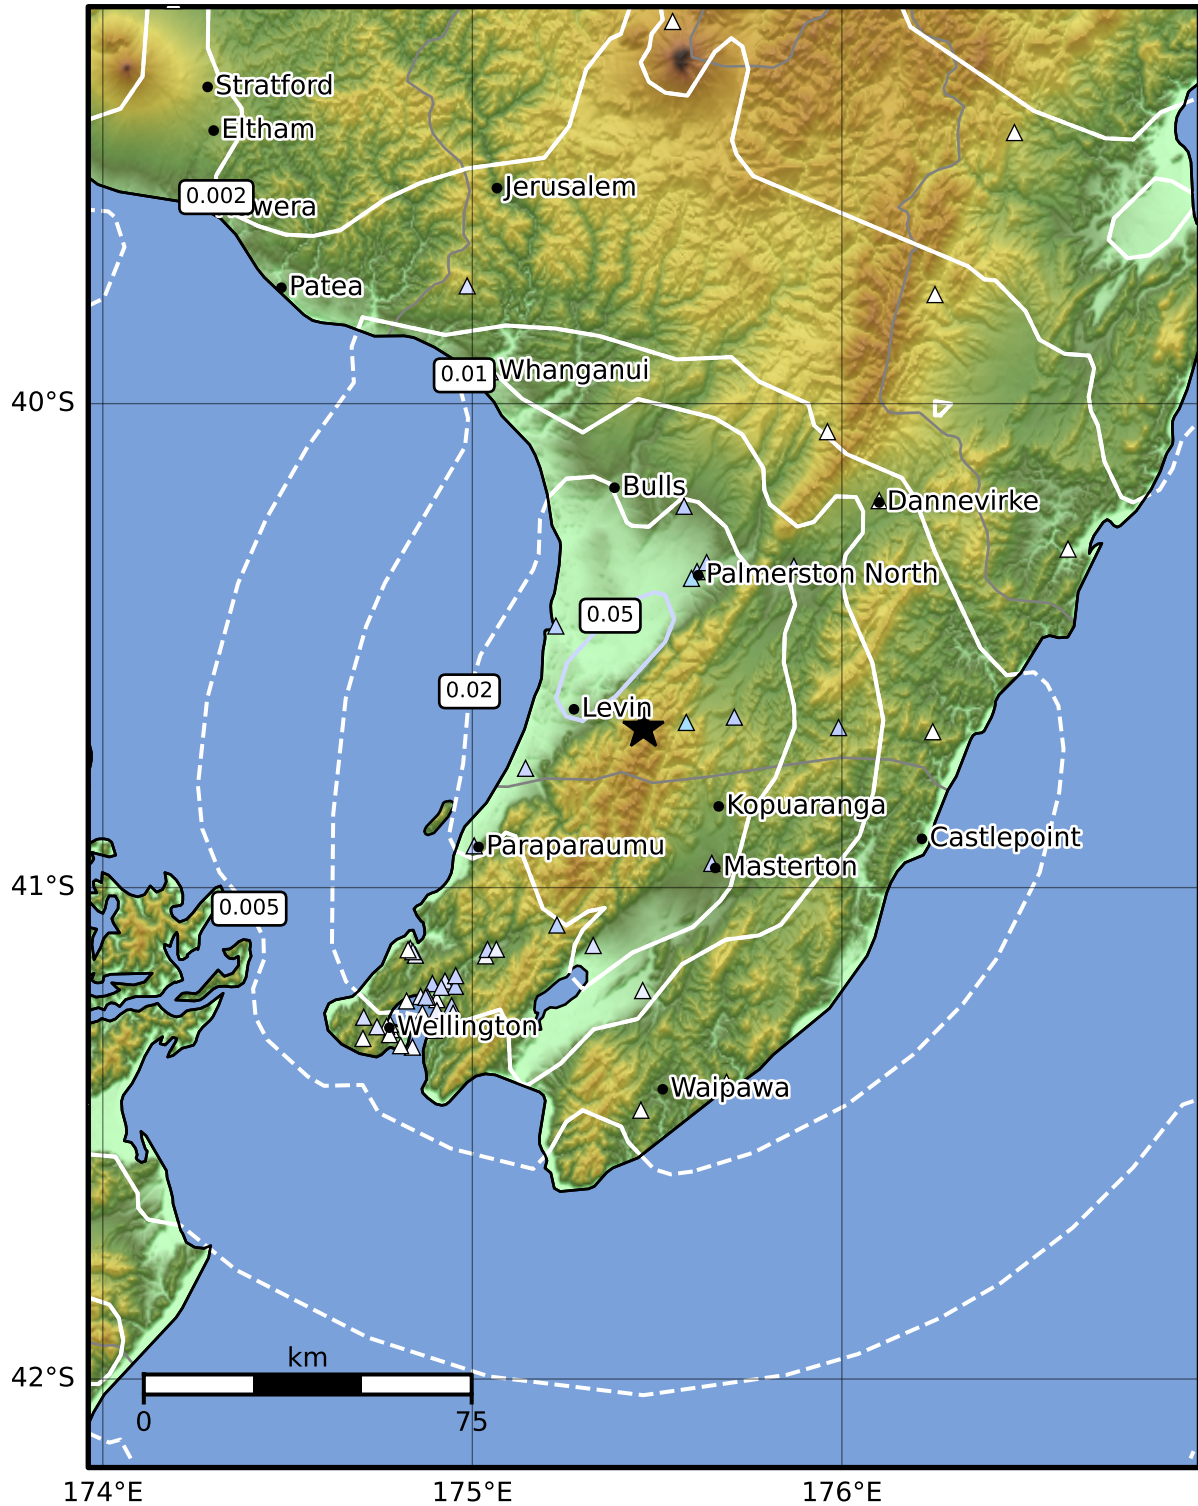 Stratford
Eltham
0.002
wera
Jerusalem
Patea
0.01
Whanganui
40°S
Bulls
Dannevirke
Palmerston North
0.05
0.02
Levin
Kopuaranga
Castlepoint
Paraparaumu
Masterton
41°S
0.005
Wellington
Waipawa
km
42°S
0
75
174°E
175°E
176°E